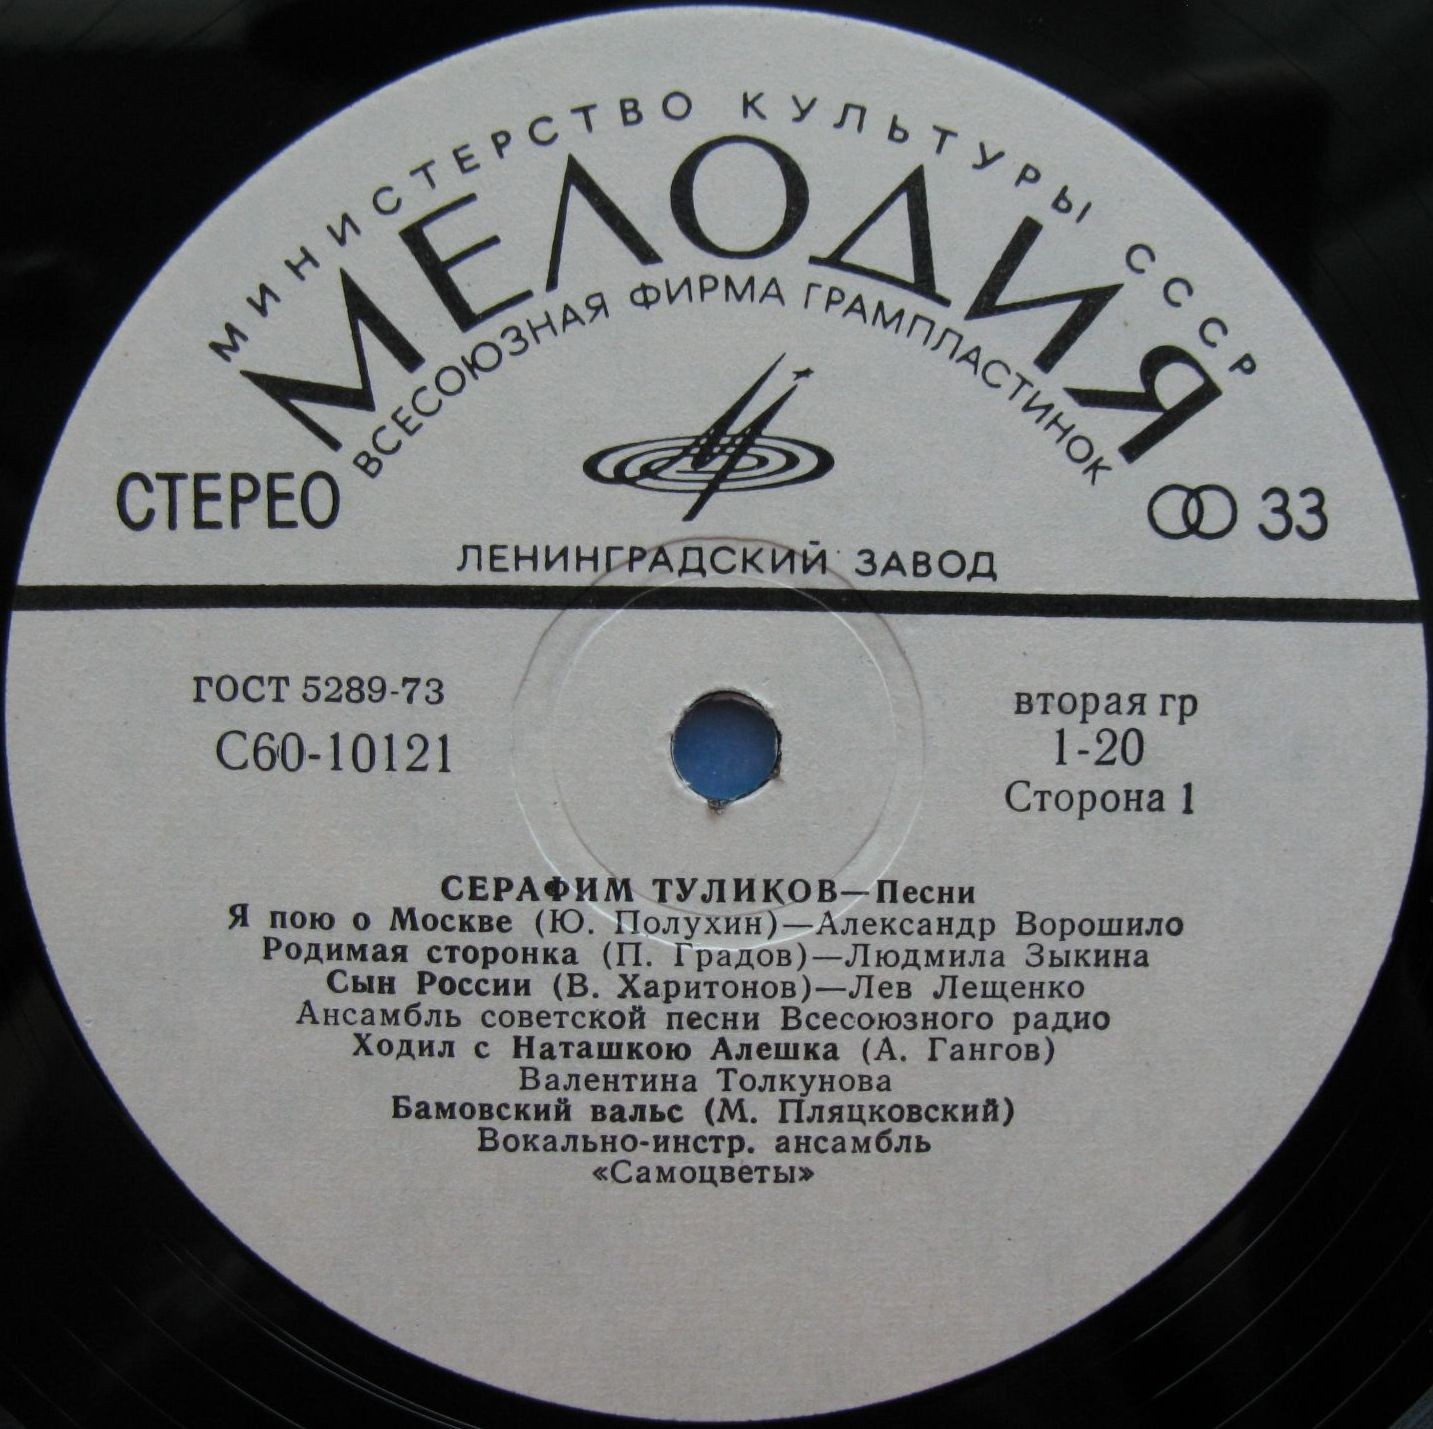 МИНИСТЕРСТВО КУЛЬТУРЫ СССР
МЕЛОДИЯ
ВСЕСОЮЗНАЯ ФИРМА ГРАМПЛАСТИНОК
СТЕРЕО
33
ЛЕНИНГРАДСКИЙ ЗАВОД
ГОСТ 5289-73
С60-10121
вторая гр
1-20
Сторона 1
СЕРАФИМ ТУЛИКОВ—Песни
Я пою о Москве (Ю. Полухин)—Александр Ворошило
Родимая сторонка (П. Градов)—Людмила Зыкина
Сын России (В. Харитонов)—Лев Лещенко
Ансамбль советской песни Всесоюзного радио
Ходил с Наташкою Алешка (А. Гангов)
Валентина Толкунова
Бамовский вальс (М. Пляцковский)
Вокально-инстр. ансамбль
«Самоцветы»